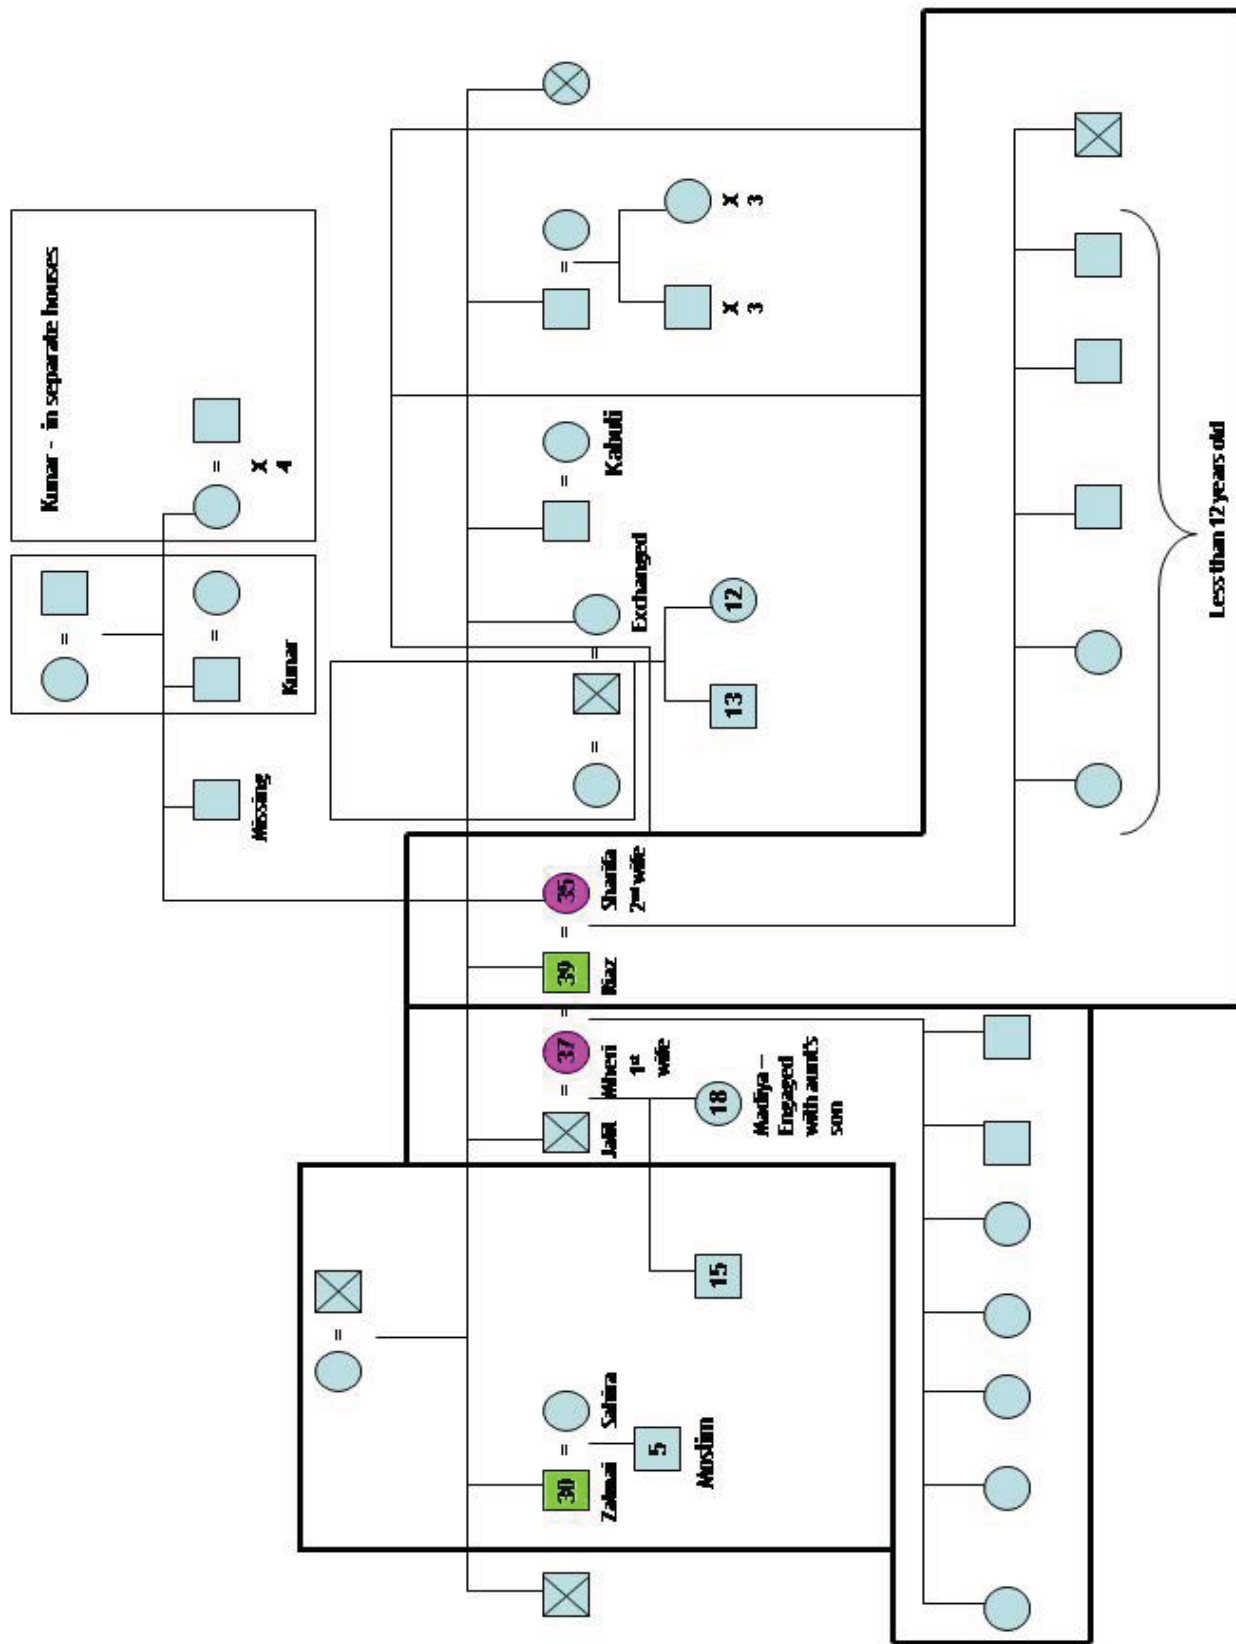 Kunar - in separate houses
=
=
X
4
=
Kunar
Missing
=
X
3
X
3
=
Kabuli
Exchanged
=
=
12
13
35
=
39
=
37
=
Sharifa
2nd wife
Riaz
Mheri
1st
wife
Jalil
18
Madiya –
Engaged
with aunt's
son
15
=
30
=
Zalmai
Sahira
5
Moslim
Less than 12 years old